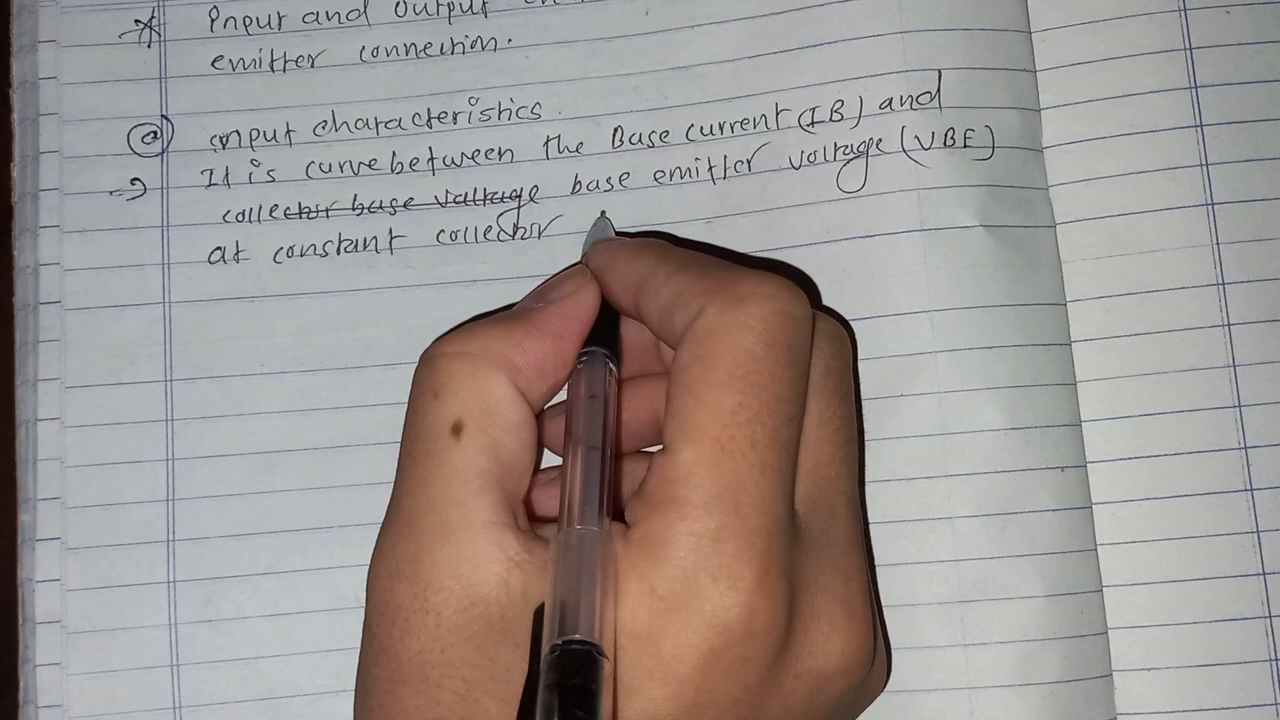 * Input and output
emitter connection.
(a) input characteristics.
=> It is curve between the Base current (IB) and
collector base valtage base emitter voltage (VBE)
at constant collector